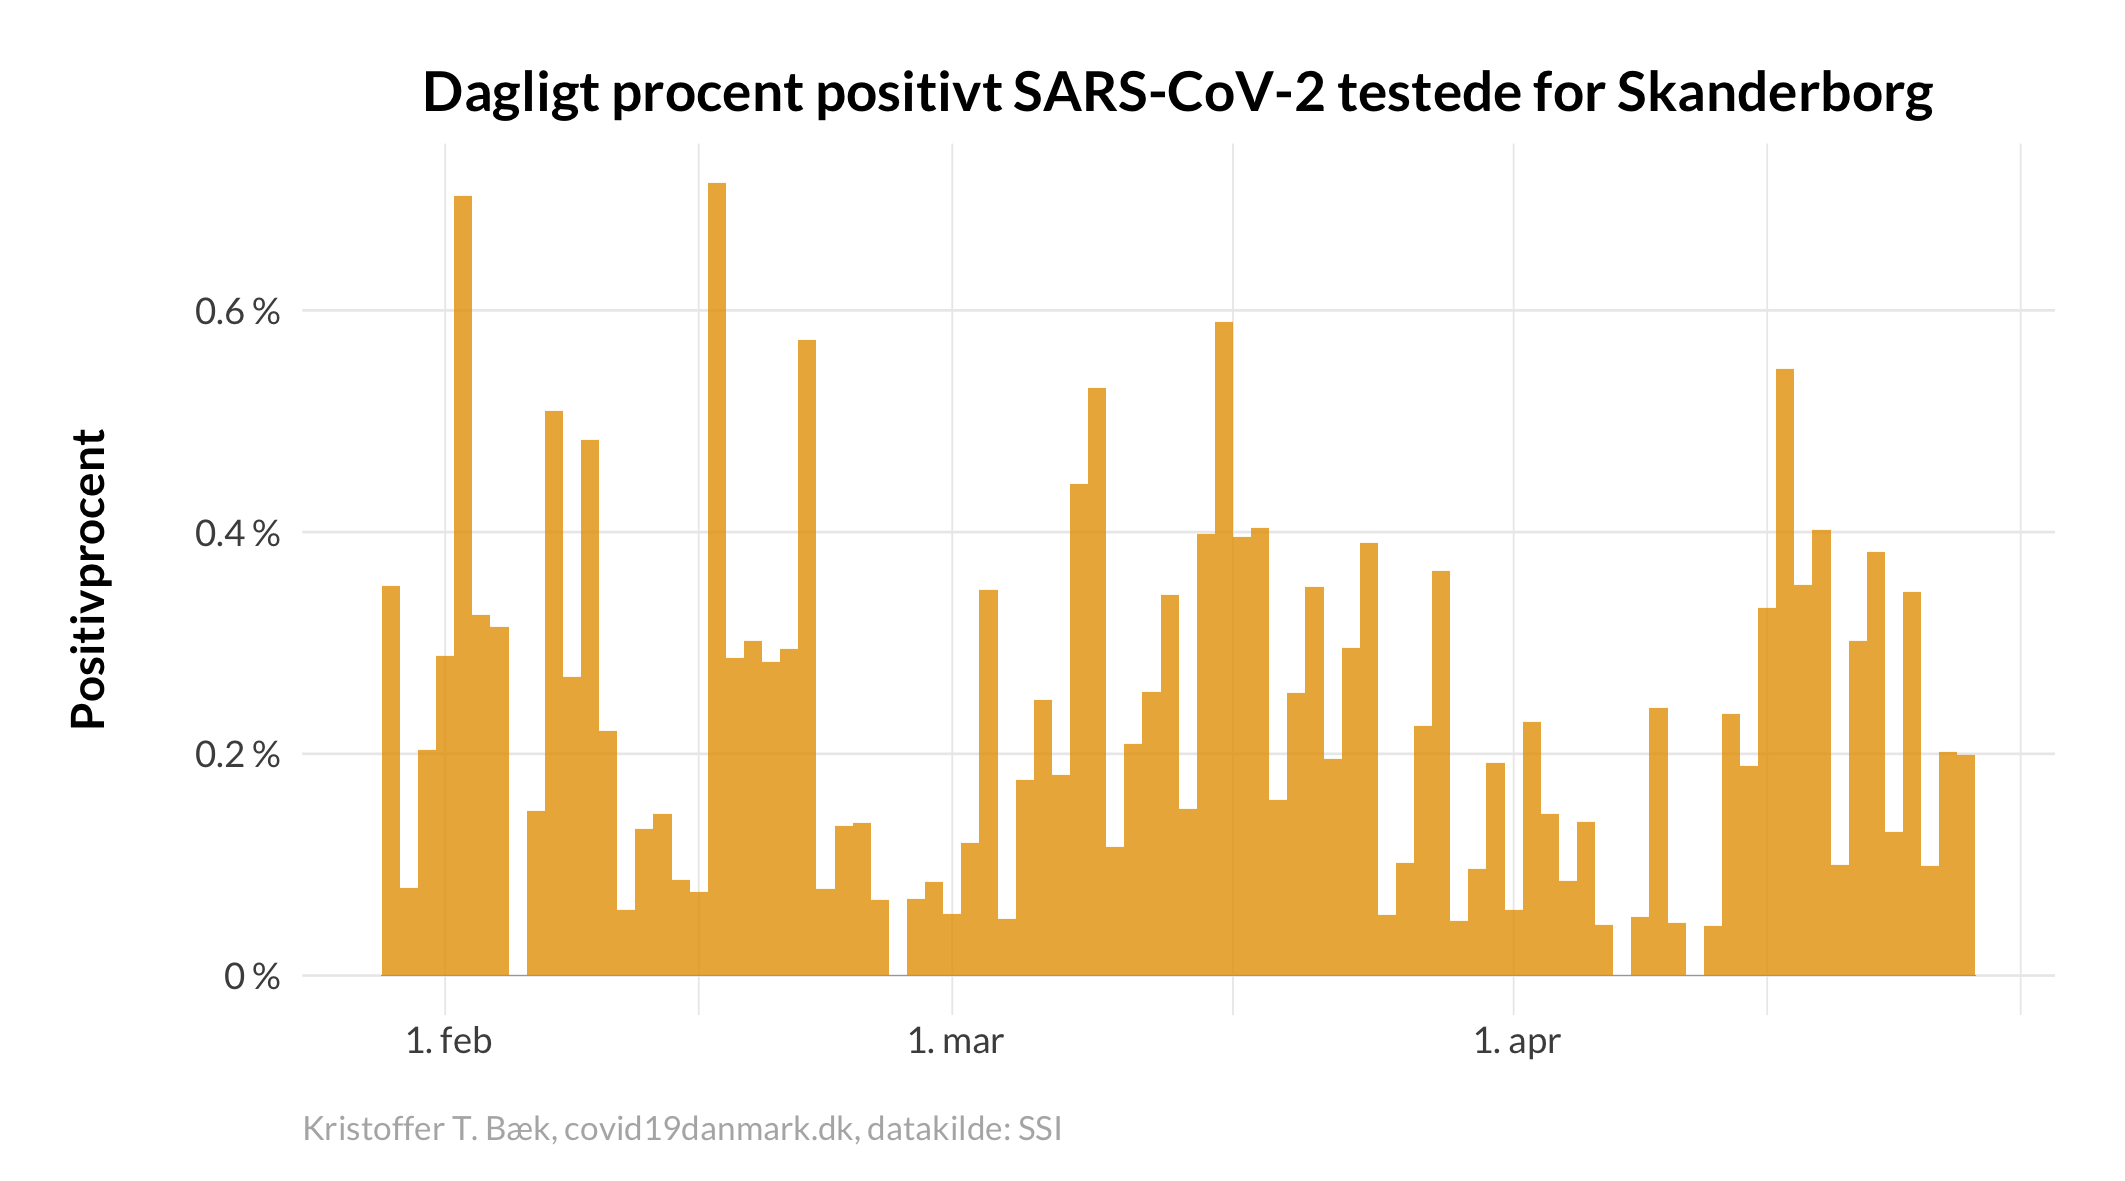 Dagligt procent positivt SARS-CoV-2 testede for Skanderborg
Positivprocent
0.6 %
0.4 %
0.2 %
0 %
1. feb
1. mar
1. apr
Kristoffer T. Bæk, covid19danmark.dk, datakilde: SSI